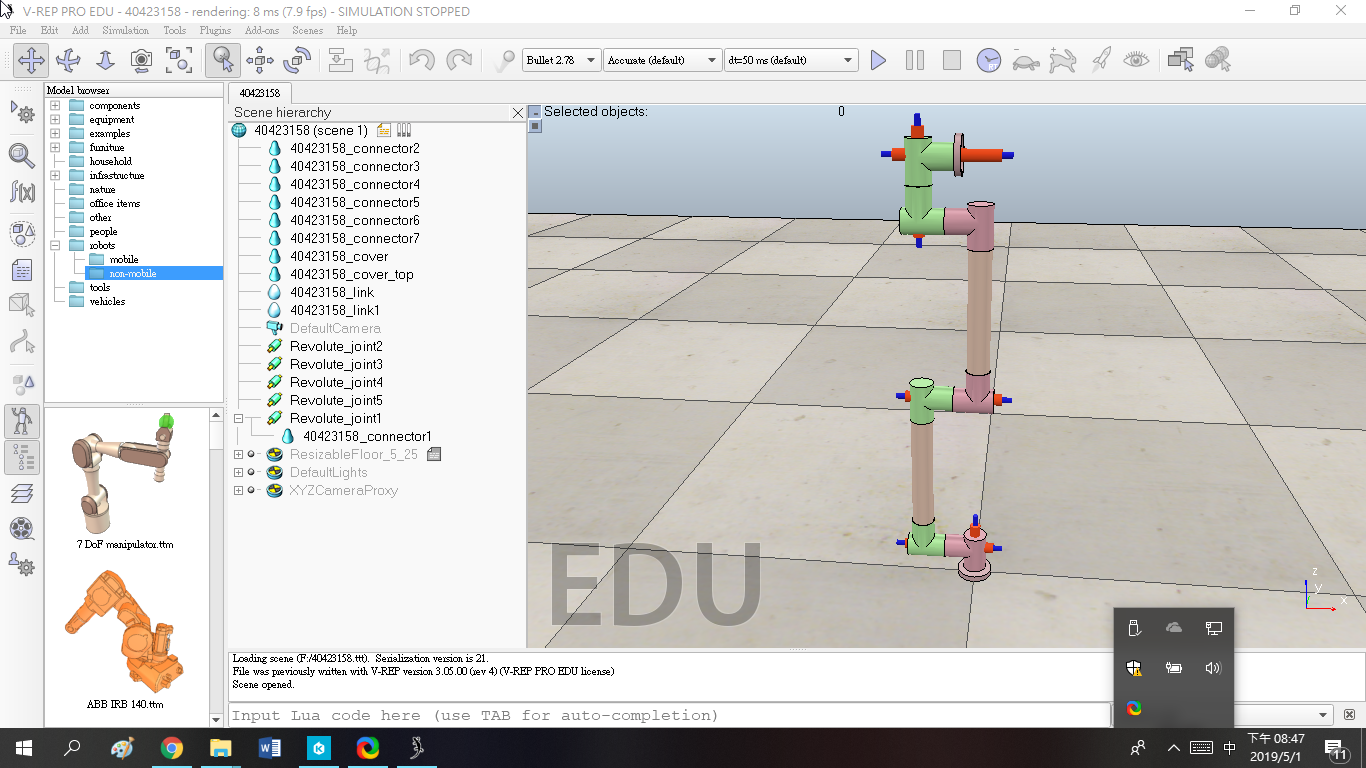 V-REP PRO EDU - 40423158 - rendering: 8 ms (7.9 fps) - SIMULATION STOPPED
File Edit Add Simulation Tools Plugins Add-ons Scenes Help
Bullet 2.78 Accurate (default) dt=50 ms (default)
RT
f(x)
Model browser
components
equipment
examples
furniture
household
infrastructure
nature
office items
other
people
robots
mobile
non-mobile
tools
vehicles
7 DoF manipulator.ttm
ABB IRB 140.ttm
40423158
Scene hierarchy
40423158 (scene 1)
40423158_connector2
40423158_connector3
40423158_connector4
40423158_connector5
40423158_connector6
40423158_connector7
40423158_cover
40423158_cover_top
40423158_link
40423158_link1
DefaultCamera
Revolute_joint2
Revolute_joint3
Revolute_joint4
Revolute_joint5
Revolute_joint1
40423158_connector1
ResizableFloor_5_25
DefaultLights
XYZCameraProxy
Selected objects: 0
EDU
z
y
x
Loading scene (F:/40423158.ttt). Serialization version is 21.
File was previously written with V-REP version 3.05.00 (rev 4) (V-REP PRO EDU license)
Scene opened.
Input Lua code here (use TAB for auto-completion)
中
下午 08:47
2019/5/1
11